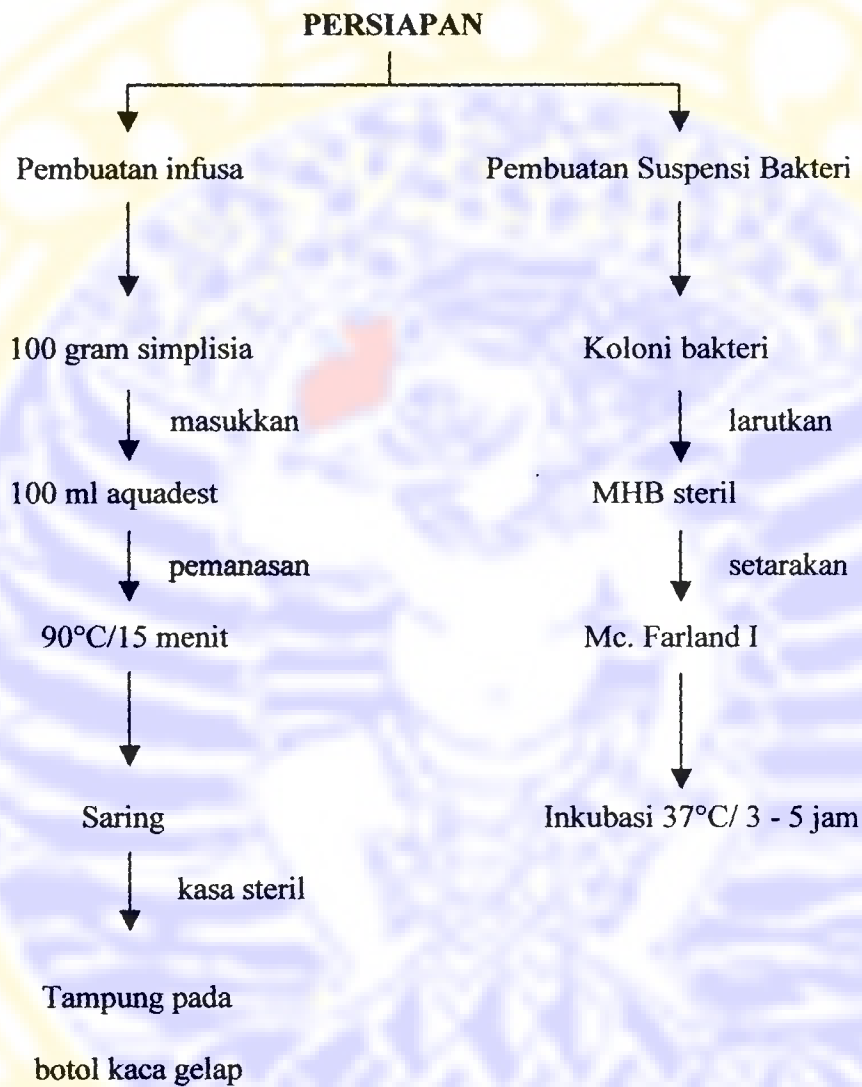 PERSIAPAN
Pembuatan infusa
100 gram simplisia
masukkan
100 ml aquadest
pemanasan
90°C/15 menit
Saring
kasa steril
Tampung pada
botol kaca gelap
Pembuatan Suspensi Bakteri
Koloni bakteri
larutkan
MHB steril
setarakan
Mc. Farland I
Inkubasi 37°C/ 3 - 5 jam